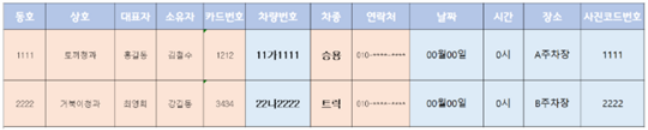 등호 상호 대표자 소유자 카드번호 차량번호 차종 연락처 날짜 시간 장소 사진코드번호
1111 토끼청과 홍길동 김철수 1212 11가1111 승용 010-****-**** 00월00일 0시 A주차장 1111
2222 거북이청과 최영희 강길동 3434 22나2222 트럭 010-****-**** 00월00일 0시 B주차장 2222